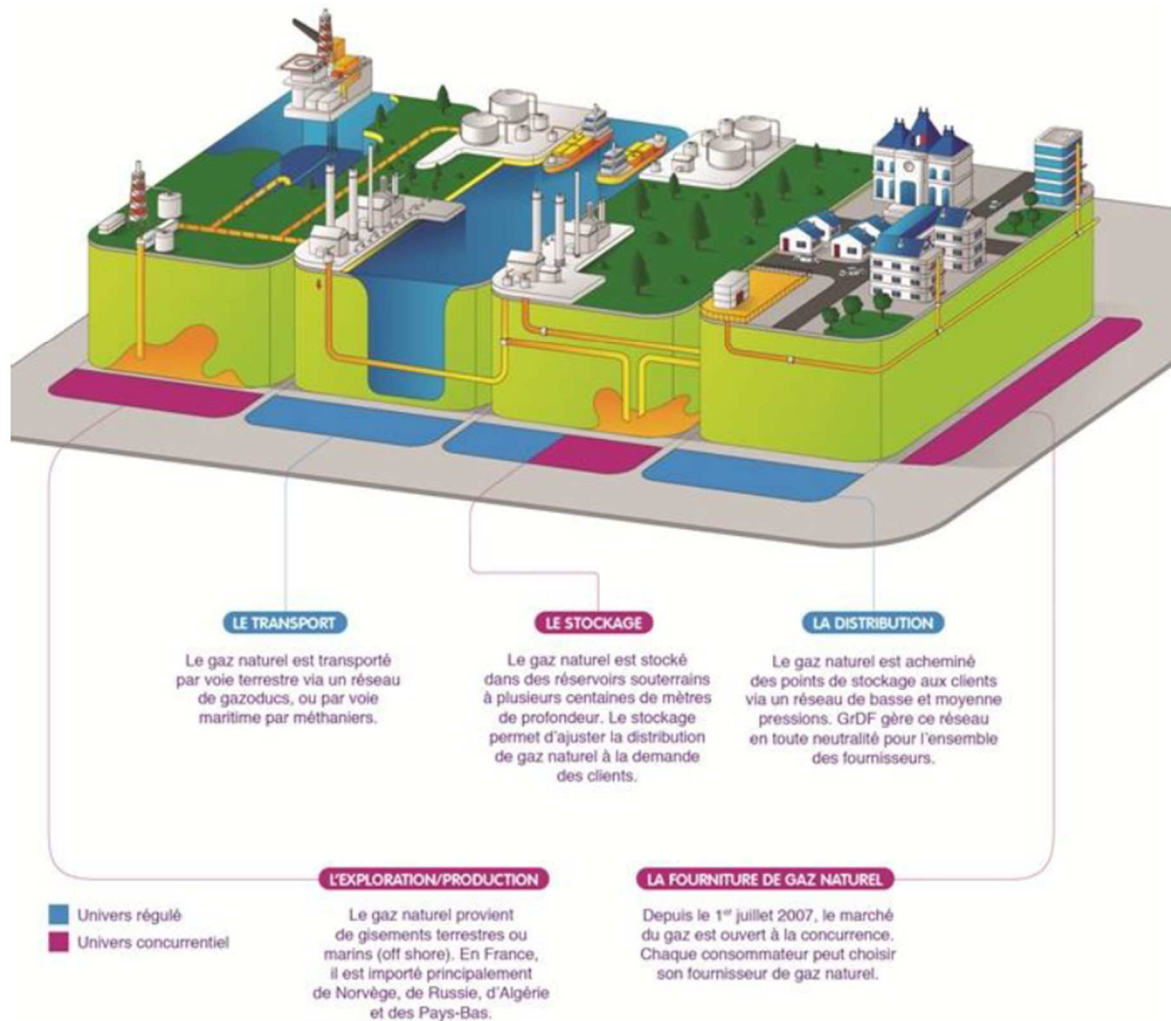 LE TRANSPORT
Le gaz naturel est transporté
par voie terrestre via un réseau
de gazoducs, ou par voie
maritime par méthaniers.
LE STOCKAGE
Le gaz naturel est stocké
dans des réservoirs souterrains
à plusieurs centaines de mètres
de profondeur. Le stockage
permet d'ajuster la distribution
de gaz naturel à la demande
des clients.
LA DISTRIBUTION
Le gaz naturel est acheminé
des points de stockage aux clients
via un réseau de basse et moyenne
pressions. GrDF gère ce réseau
en toute neutralité pour l'ensemble
des fournisseurs.
Univers régulé
Univers concurrentiel
L'EXPLORATION/PRODUCTION
Le gaz naturel provient
de gisements terrestres ou
marins (off shore). En France,
il est importé principalement
de Norvège, de Russie, d'Algérie
et des Pays-Bas.
LA FOURNITURE DE GAZ NATUREL
Depuis le 1er juillet 2007, le marché
du gaz est ouvert à la concurrence.
Chaque consommateur peut choisir
son fournisseur de gaz naturel.